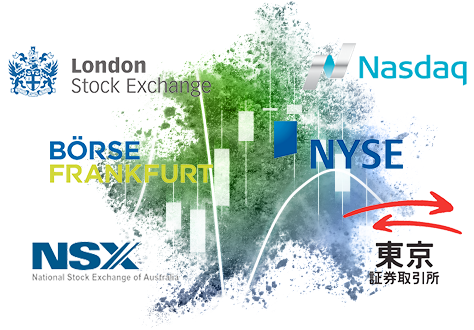 London
Stock Exchange
Nasdaq
BÖRSE
FRANKFURT
NYSE
NSX
National Stock Exchange of Australia
東京
証券取引所